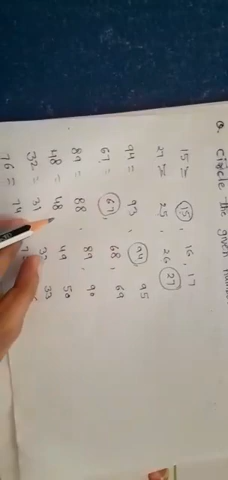 Q. Circle the given number
15 = 15, 16, 17
27 = 25, 26, 27
94 = 93, 94, 95
67 = 67, 68, 69
89 = 88, 89, 90
48 = 48, 49, 50
32 = 31 33
76 = 74